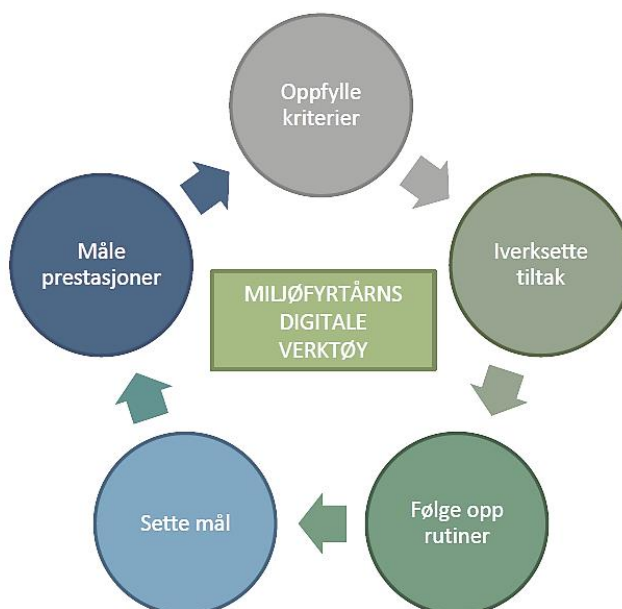 Oppfylle
kriterier
Iverksette
tiltak
Følge opp
rutiner
Sette mål
Måle
prestasjoner
MILJØFYRTÅRNS
DIGITALE
VERKTØY